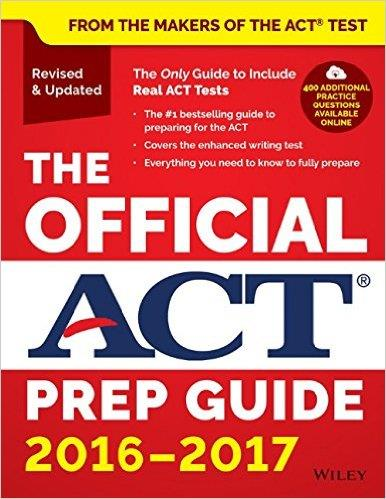 FROM THE MAKERS OF THE ACT® TEST
Revised
& Updated
The Only Guide to Include
Real ACT Tests
• The #1 bestselling guide to
preparing for the ACT
• Covers the enhanced writing test
• Everything you need to know to fully prepare
400 ADDITIONAL
PRACTICE
QUESTIONS
AVAILABLE
ONLINE
THE
OFFICIAL
ACT®
PREP GUIDE
2016–2017
WILEY